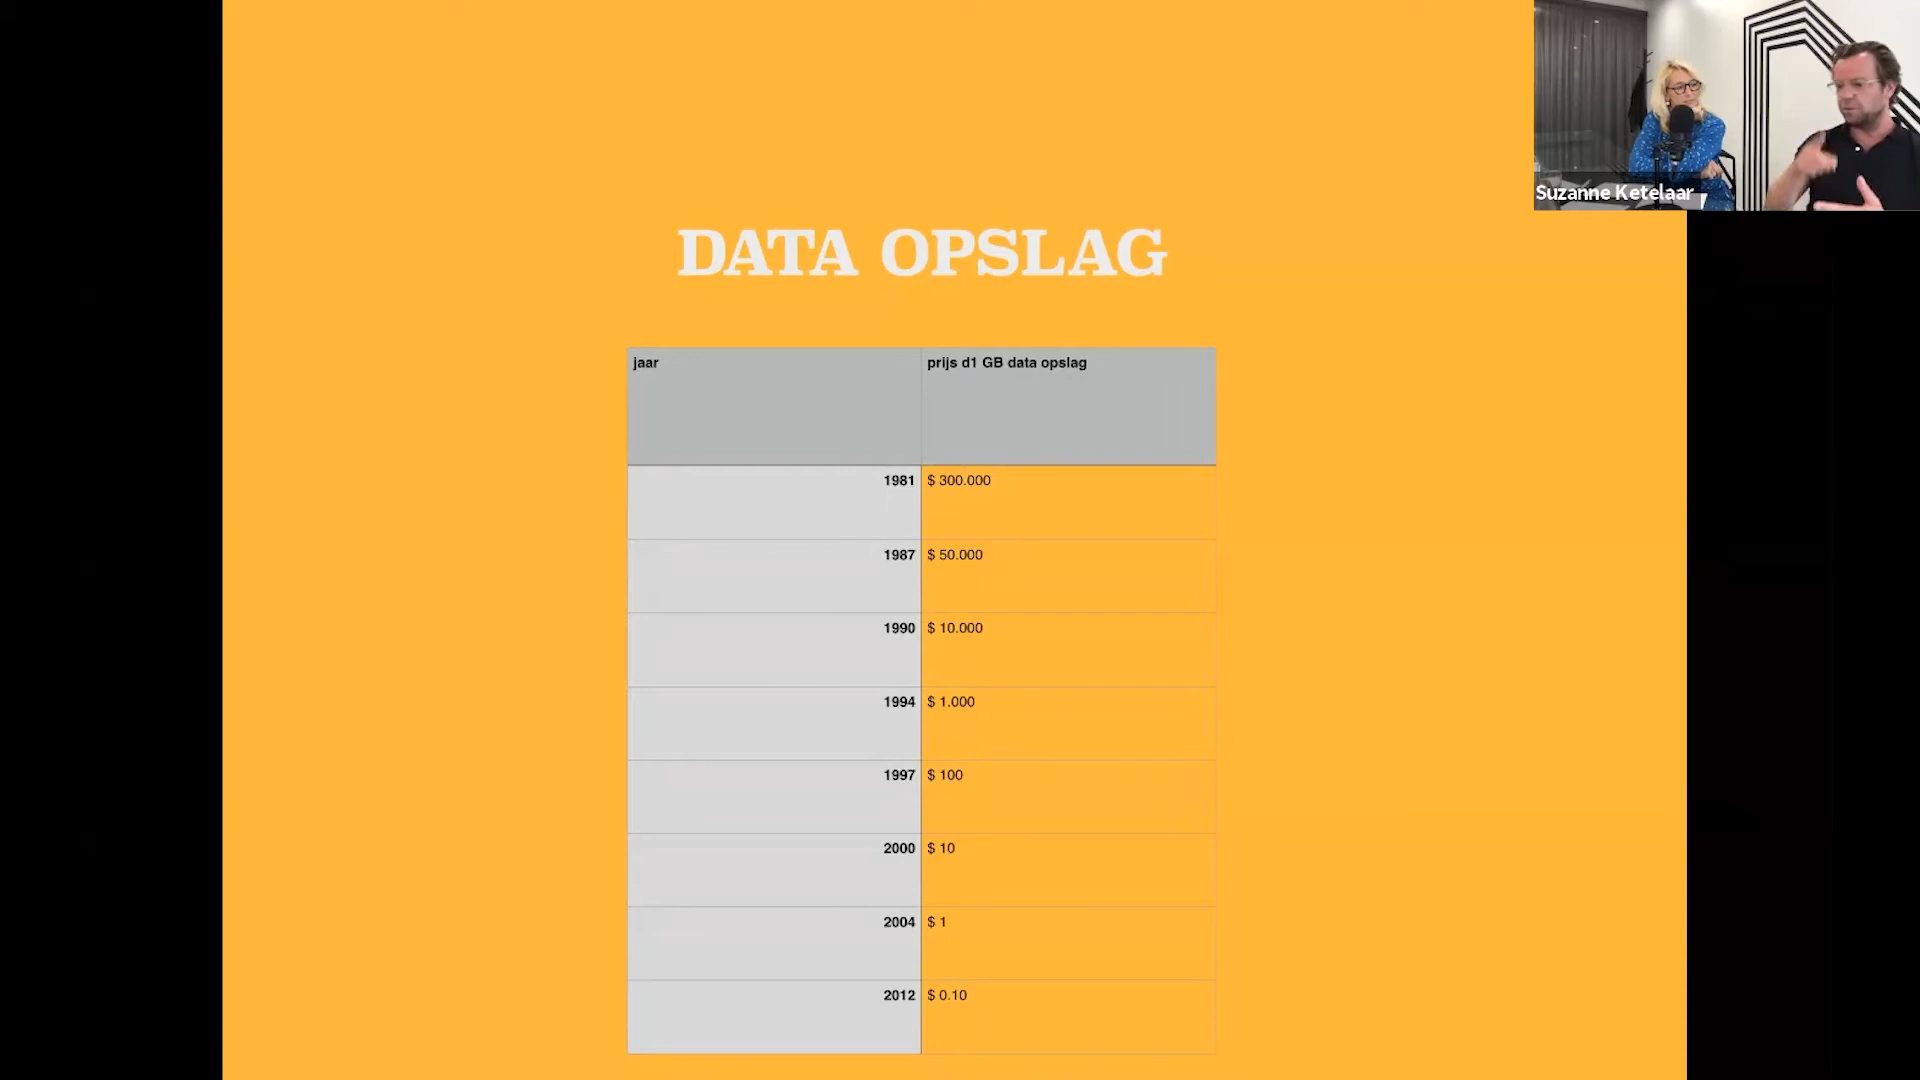 Suzanne Ketelaar
DATA OPSLAG
jaar prijs d1 GB data opslag
1981 $ 300.000
1987 $ 50.000
1990 $ 10.000
1994 $ 1.000
1997 $ 100
2000 $ 10
2004 $ 1
2012 $ 0.10